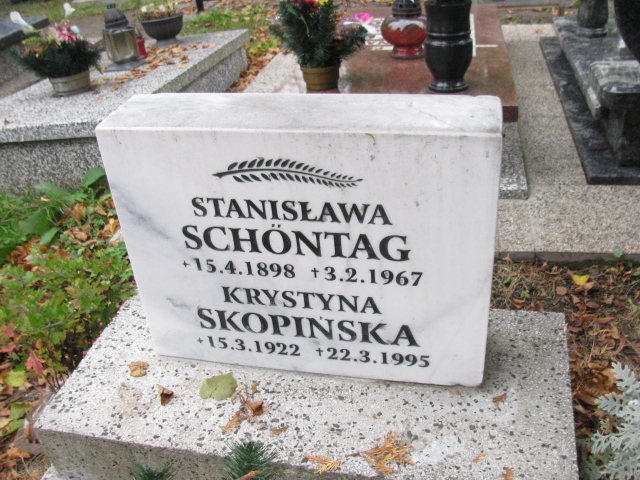 STANISŁAWA
SCHÖNTAG
+15.4.1898 +3.2.1967
KRYSTYNA
SKOPIŃSKA
+15.3.1922 +22.3.1995